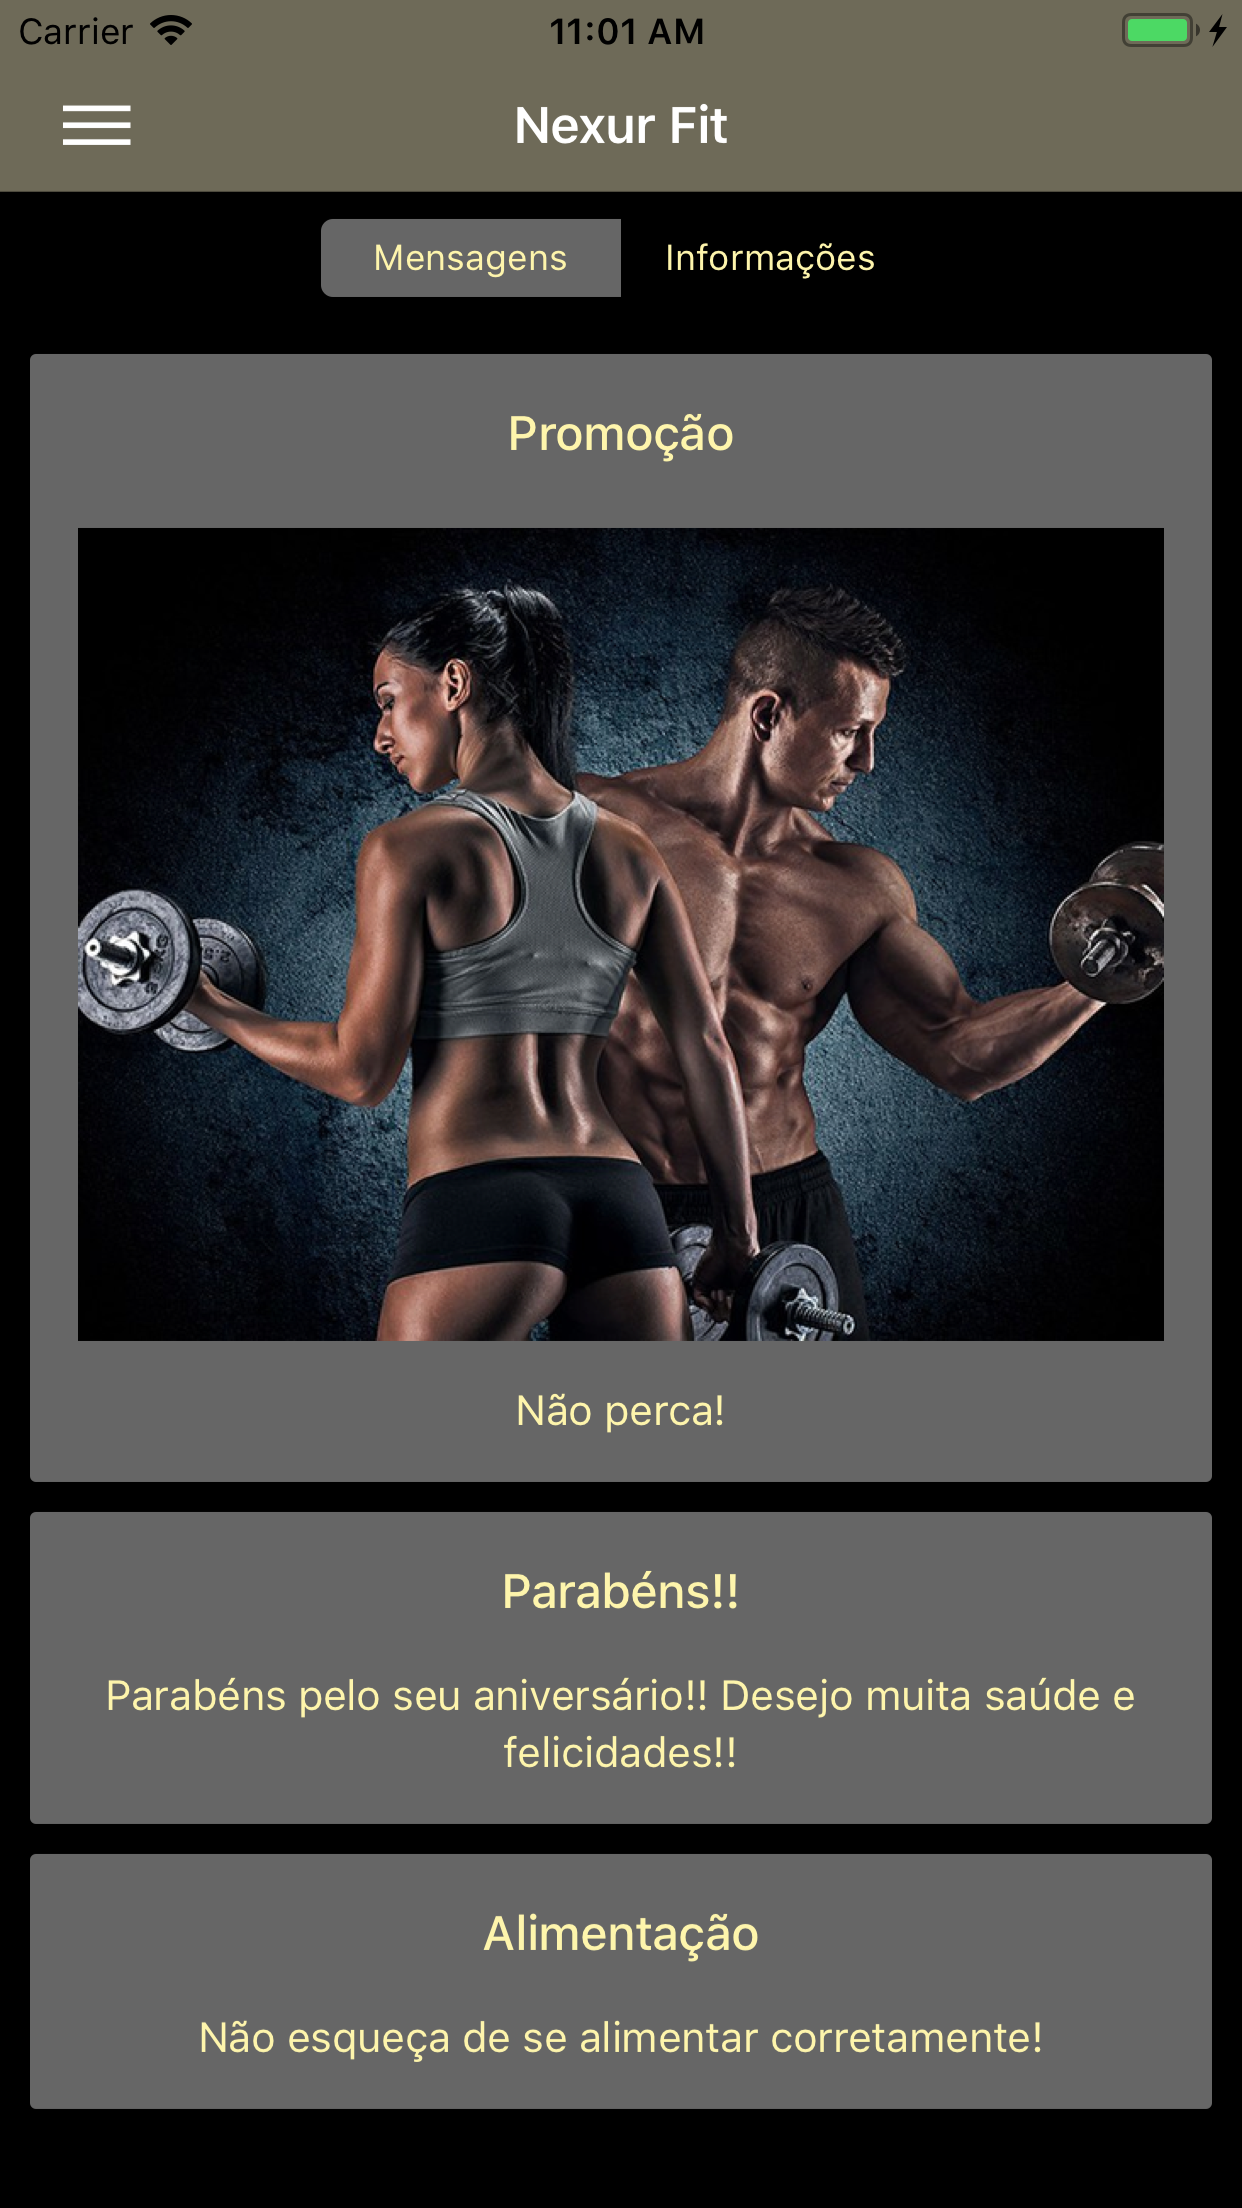 Carrier
11:01 AM
Nexur Fit
Mensagens
Informações
Promoção
Não perca!
Parabéns!!
Parabéns pelo seu aniversário!! Desejo muita saúde e
felicidades!!
Alimentação
Não esqueça de se alimentar corretamente!